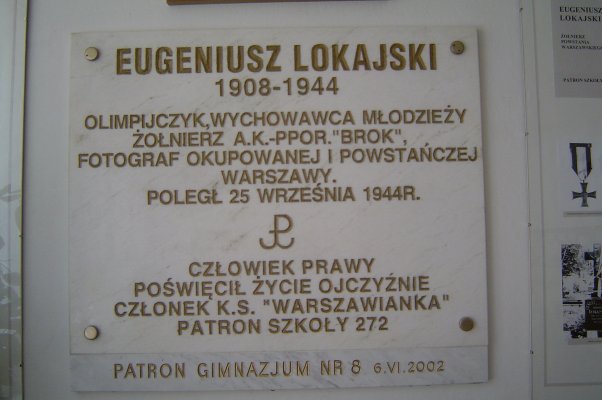 EUGENIUSZ LOKAJSKI
1908-1944
OLIMPIJCZYK,WYCHOWAWCA MŁODZIEŻY
ŻOŁNIERZ A.K.-PPOR."BROK",
FOTOGRAF OKUPOWANEJ I POWSTAŃCZEJ
WARSZAWY.
POLEGŁ 25 WRZEŚNIA 1944R.
CZŁOWIEK PRAWY
POŚWIĘCIŁ ŻYCIE OJCZYŹNIE
CZŁONEK K.S. "WARSZAWIANKA"
PATRON SZKOŁY 272
PATRON GIMNAZJUM NR 8 6.VI.2002
EUGENIUSZ
LOKAJSKI
ŻOŁNIERZ
POWSTANIA
PATRON SZKOŁY